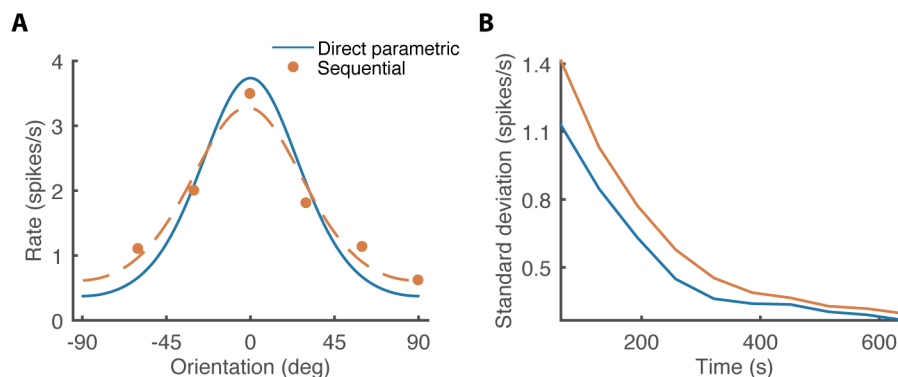 A
Direct parametric
Sequential
Rate (spikes/s)
4
3
2
1
0
-90
-45
0
45
90
Orientation (deg)
B
Standard deviation (spikes/s)
1.4
1.1
0.8
0.5
200
400
600
Time (s)